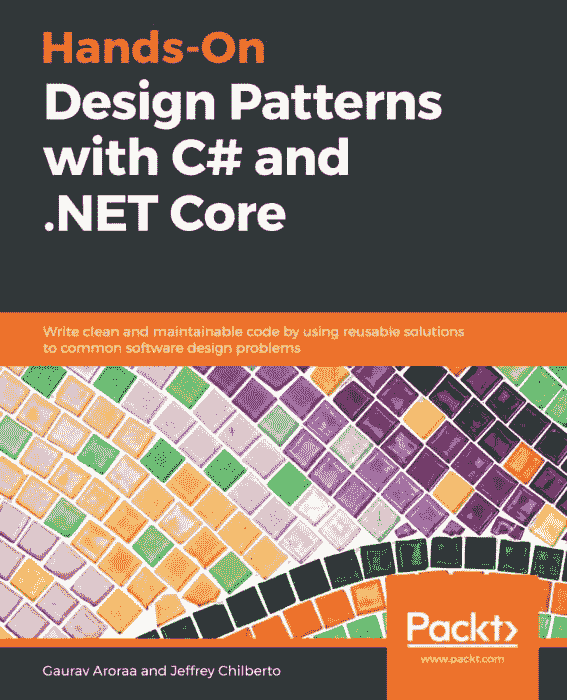 Hands-On
Design Patterns
with C# and
.NET Core
Write clean and maintainable code by using reusable solutions
to common software design problems
Packt>
www.packt.com
Gaurav Aroraa and Jeffrey Chilberto